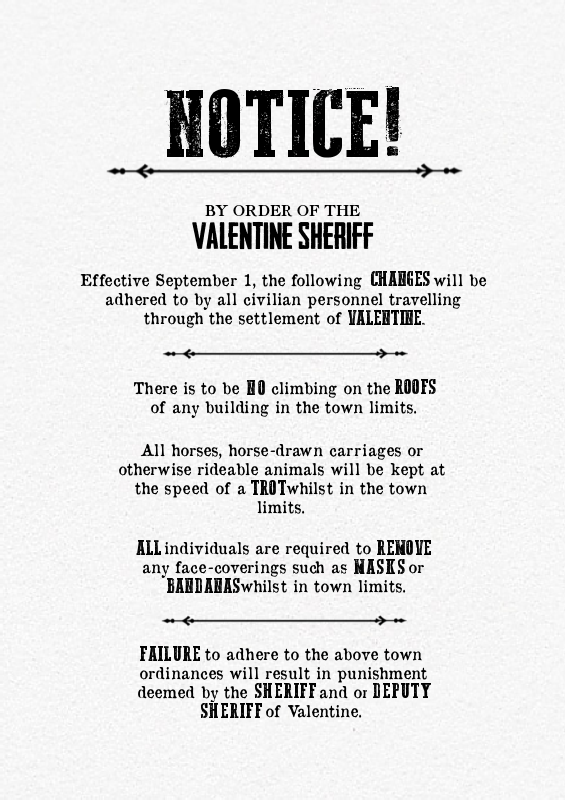 NOTICE!
BY ORDER OF THE
VALENTINE SHERIFF
Effective September 1, the following CHANGES will be
adhered to by all civilian personnel travelling
through the settlement of VALENTINE.
There is to be NO climbing on the ROOFS
of any building in the town limits.
All horses, horse-drawn carriages or
otherwise rideable animals will be kept at
the speed of a TROT whilst in the town
limits.
ALL individuals are required to REMOVE
any face-coverings such as MASKS or
BANDANAS whilst in town limits.
FAILURE to adhere to the above town
ordinances will result in punishment
deemed by the SHERIFF and or DEPUTY
SHERIFF of Valentine.